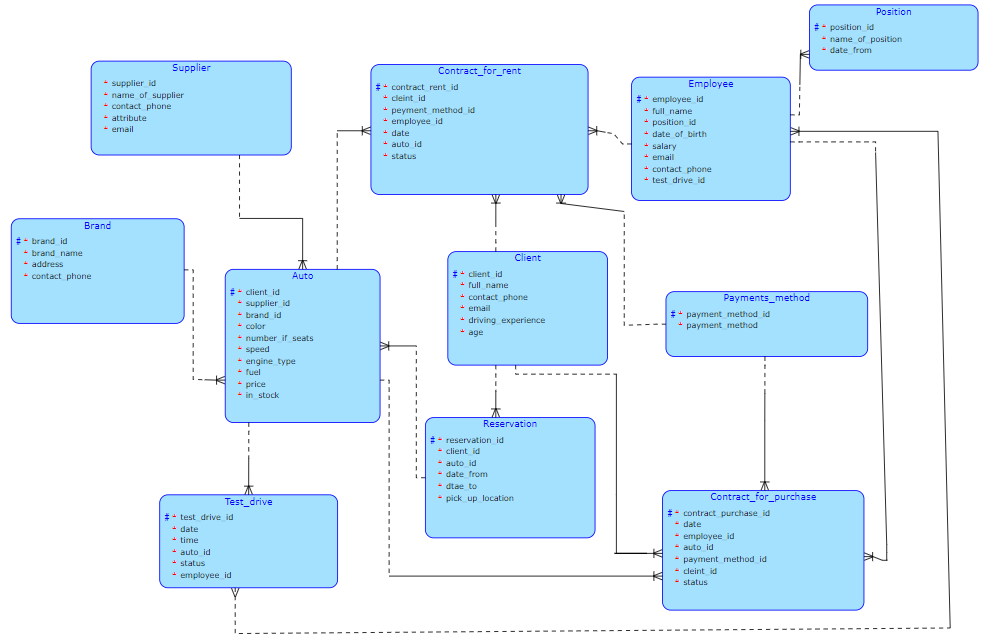 Position
# * position_id
* name_of_position
* date_from
Supplier
* supplier_id
* name_of_supplier
* contact_phone
* attribute
* email
Contract_for_rent
# * contract_rent_id
* cleint_id
* pepyment_method_id
* employee_id
* date
* auto_id
* status
Employee
# * employee_id
* full_name
* position_id
* date_of_birth
* salary
* email
* contact_phone
* test_drive_id
Brand
# * brand_id
* brand_name
* address
* contact_phone
Auto
# * client_id
* supplier_id
* brand_id
* color
* number_if_seats
* speed
* engine_type
* fuel
* price
* in_stock
Client
# * client_id
* full_name
* contact_phone
* email
* driving_experience
* age
Payments_method
# * payment_method_id
* payment_method
Reservation
# * reservation_id
* client_id
* auto_id
* date_from
* dtae_to
* pick_up_location
Test_drive
# * test_drive_id
* date
* time
* auto_id
* status
* employee_id
Contract_for_purchase
# * contract_purchase_id
* date
* employee_id
* auto_id
* payment_method_id
* cleint_id
* status